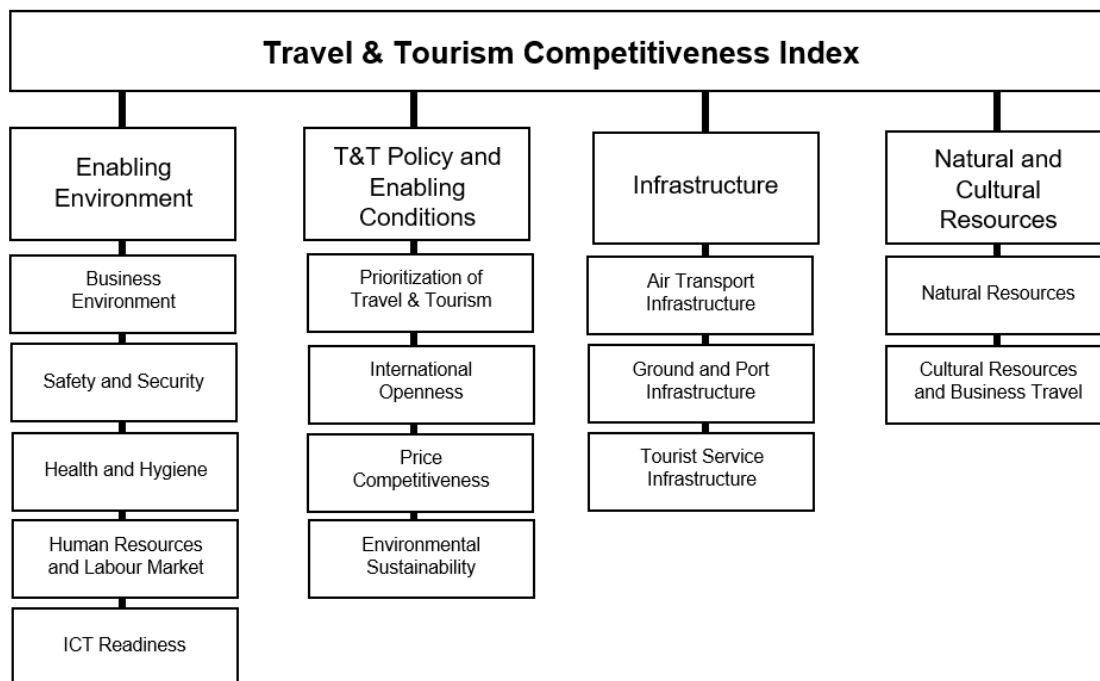 Travel & Tourism Competitiveness Index
Enabling
Environment
Business
Environment
Safety and Security
Health and Hygiene
Human Resources
and Labour Market
ICT Readiness
T&T Policy and
Enabling
Conditions
Prioritization of
Travel & Tourism
International
Openness
Price
Competitiveness
Environmental
Sustainability
Infrastructure
Air Transport
Infrastructure
Ground and Port
Infrastructure
Tourist Service
Infrastructure
Natural and
Cultural
Resources
Natural Resources
Cultural Resources
and Business Travel